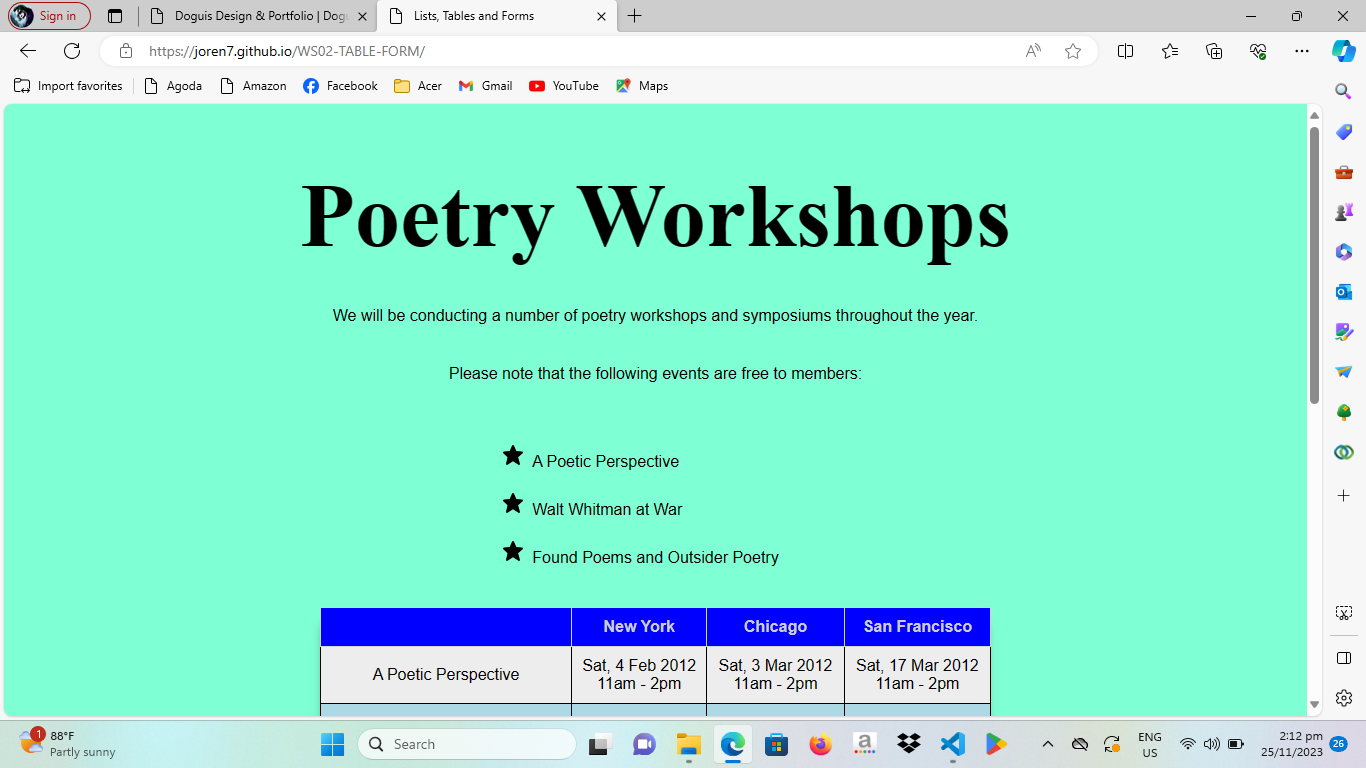 Sign in
Doguis Design & Portfolio | Dogu
Lists, Tables and Forms
https://joren7.github.io/WS02-TABLE-FORM/
Import favorites
Agoda
Amazon
Facebook
Acer
Gmail
YouTube
Maps
Poetry Workshops
We will be conducting a number of poetry workshops and symposiums throughout the year.
Please note that the following events are free to members:
A Poetic Perspective
Walt Whitman at War
Found Poems and Outsider Poetry
New York Chicago San Francisco
A Poetic Perspective
Sat, 4 Feb 2012
11am - 2pm
Sat, 3 Mar 2012
11am - 2pm
Sat, 17 Mar 2012
11am - 2pm
1
88°F
Partly sunny
Search
ENG
US
2:12 pm
25/11/2023
26